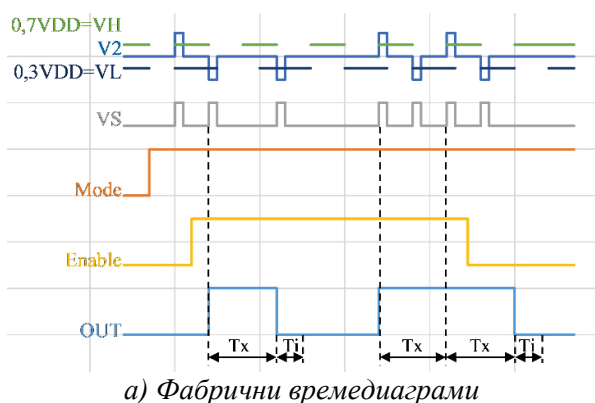 0,7VDD=VH
V2
0,3VDD=VL
VS
Mode
Enable
OUT
Tx Ti Tx Tx Ti
а) Фабрични времедиаграми